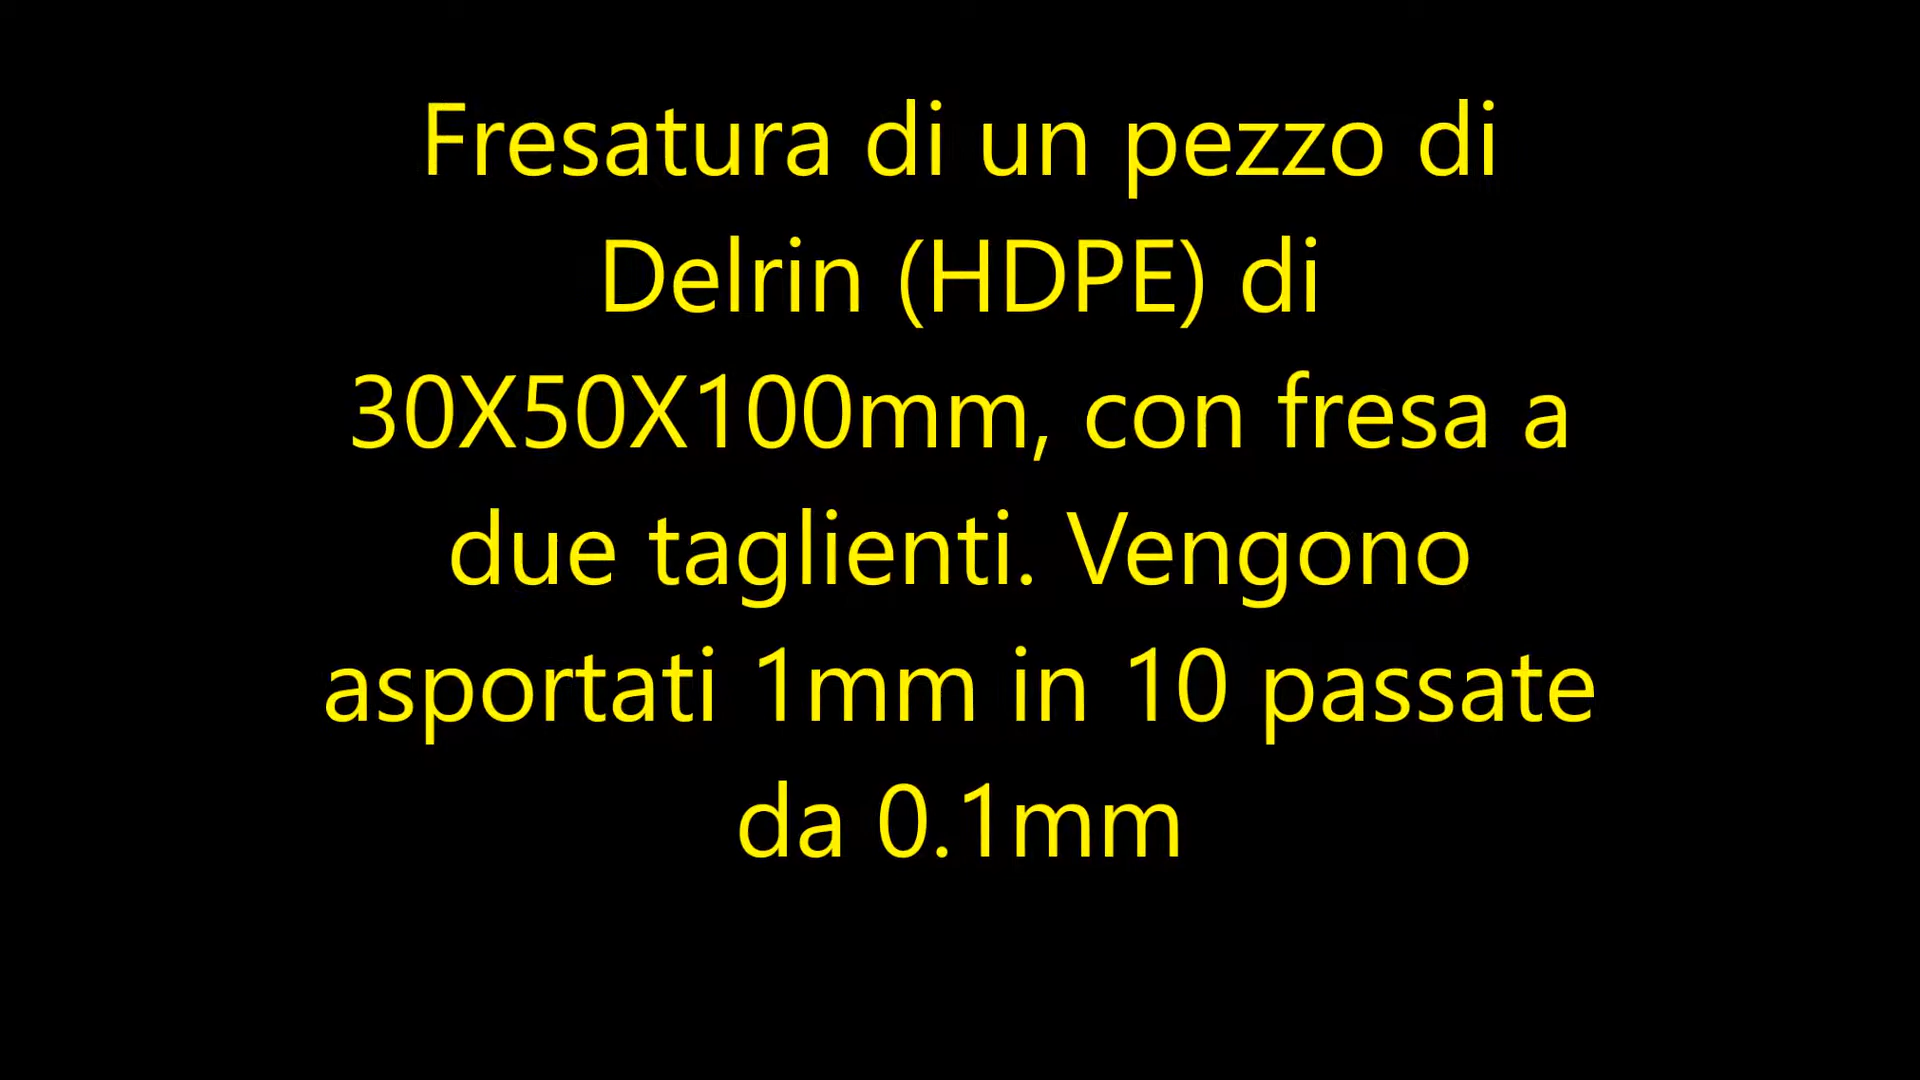 Fresatura di un pezzo di
Delrin (HDPE) di
30X50X100mm, con fresa a
due taglienti. Vengono
asportati 1mm in 10 passate
da 0.1mm